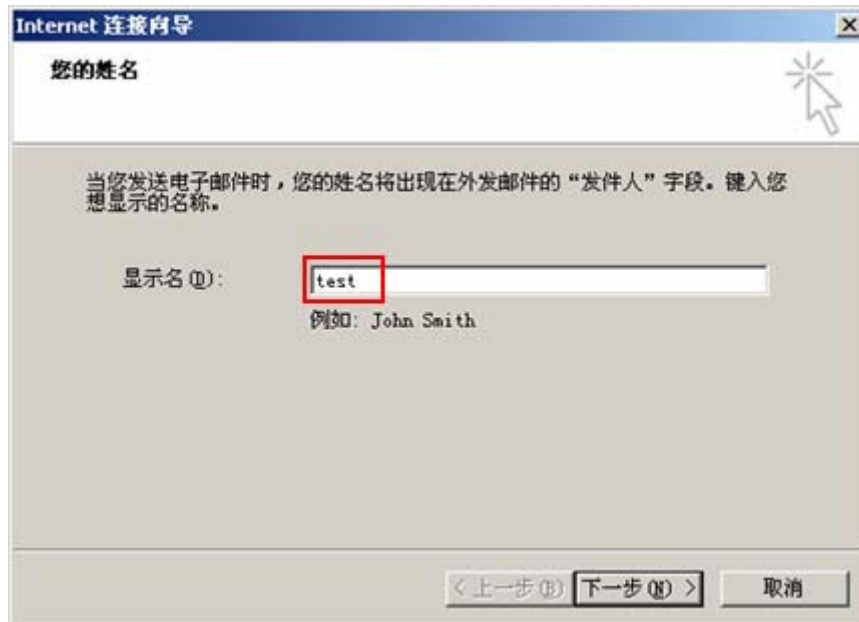 Internet 连接向导
您的姓名
当您发送电子邮件时，您的姓名将出现在外发邮件的“发件人”字段。键入您
想显示的名称。
显示名(D):
test
例如: John Smith
< 上一步(B) 下一步(N) > 取消